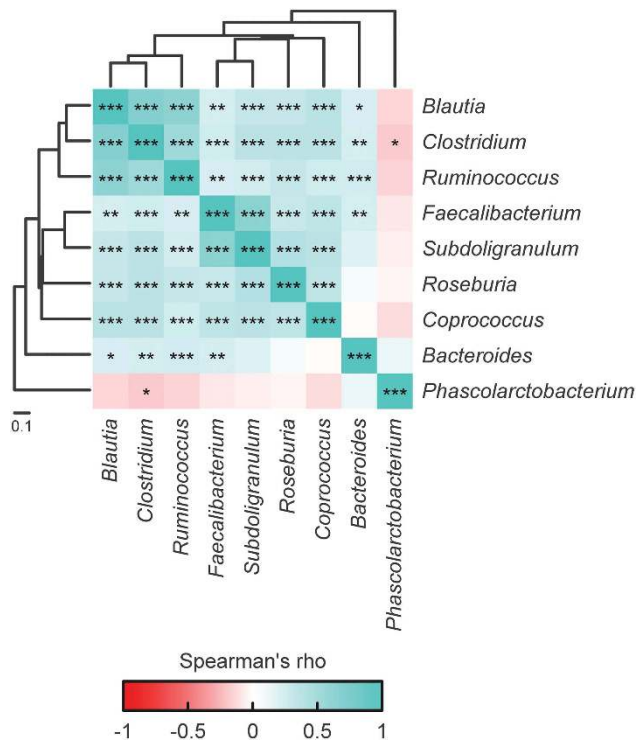 *** *** *** ** *** *** *** * Blautia
*** *** *** *** *** *** *** ** * Clostridium
*** *** *** ** *** *** *** *** Ruminococcus
** *** ** *** *** *** *** ** Faecalibacterium
*** *** *** *** *** *** *** Subdoligranulum
*** *** *** *** *** *** *** Roseburia
*** *** *** *** *** *** *** Coprococcus
* ** *** ** *** Bacteroides
* *** Phascolarctobacterium
0.1
Blautia
Clostridium
Ruminococcus
Faecalibacterium
Subdoligranulum
Roseburia
Coprococcus
Bacteroides
Phascolarctobacterium
Spearman's rho
-1 -0.5 0 0.5 1